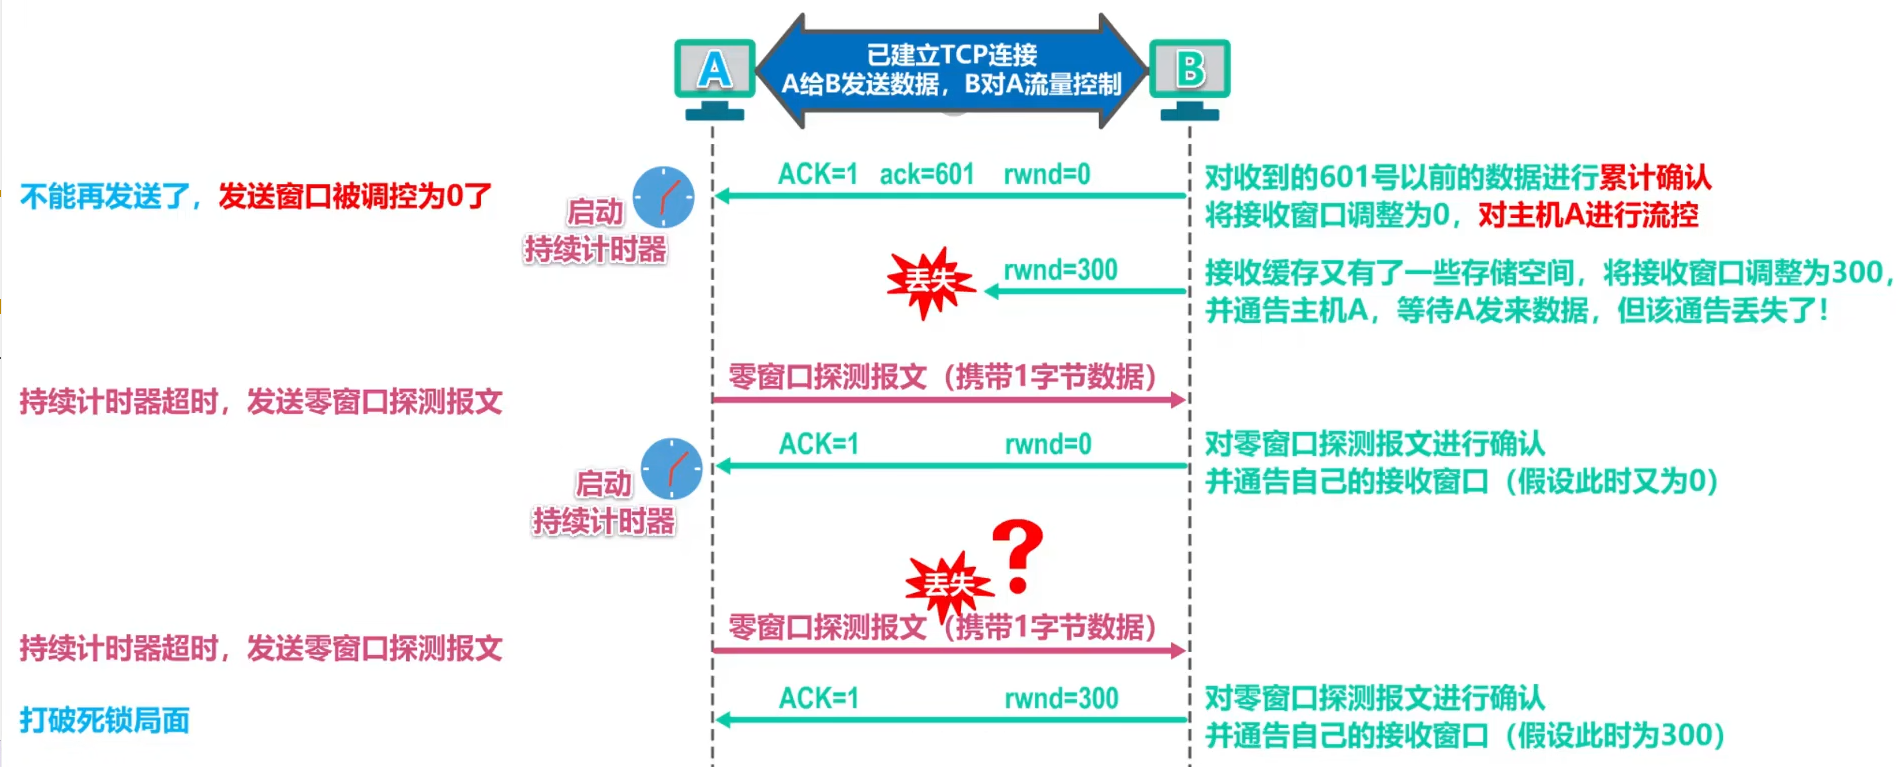 A
已建立TCP连接
A给B发送数据，B对A流量控制
B
不能再发送了，发送窗口被调控为0了
启动
持续计时器
ACK=1 ack=601 rwnd=0
对收到的601号以前的数据进行累计确认
将接收窗口调整为0，对主机A进行流控
丢失
rwnd=300
接收缓存又有了一些存储空间，将接收窗口调整为300，
并通告主机A，等待A发来数据，但该通告丢失了！
持续计时器超时，发送零窗口探测报文
零窗口探测报文（携带1字节数据）
启动
持续计时器
ACK=1 rwnd=0
对零窗口探测报文进行确认
并通告自己的接收窗口（假设此时又为0）
丢失
?
持续计时器超时，发送零窗口探测报文
零窗口探测报文（携带1字节数据）
打破死锁局面
ACK=1 rwnd=300
对零窗口探测报文进行确认
并通告自己的接收窗口（假设此时为300）